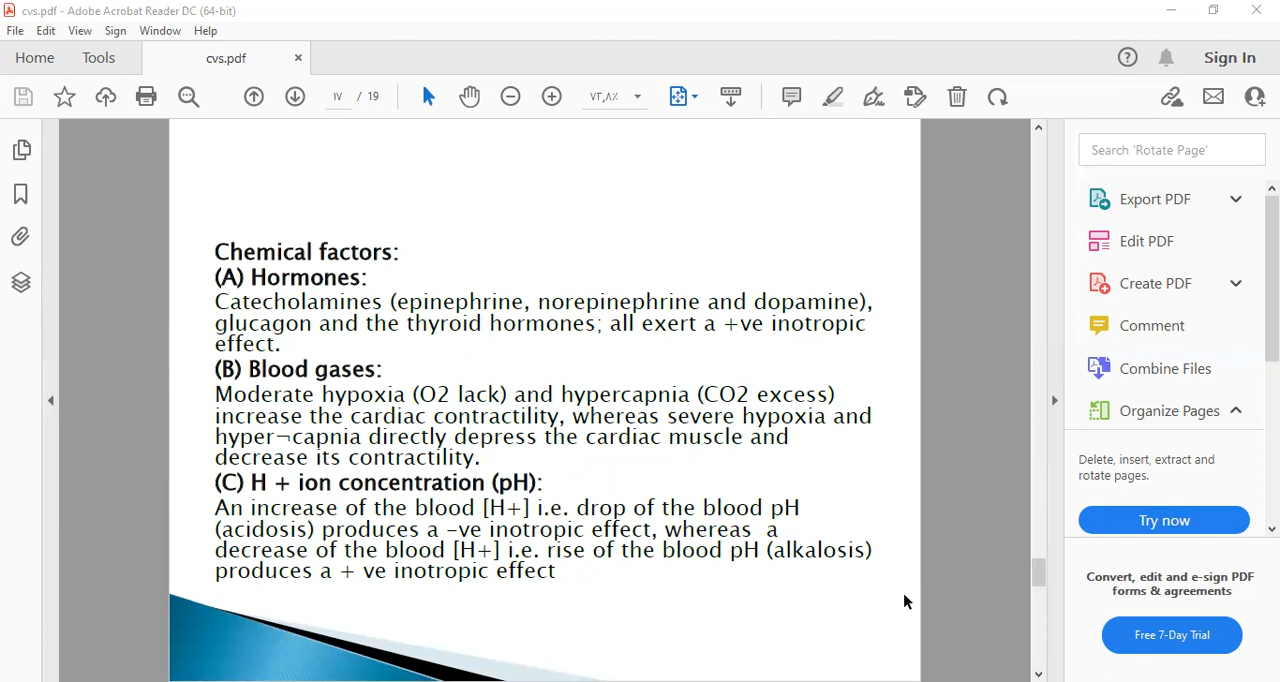 cvs.pdf - Adobe Acrobat Reader DC (64-bit)
File Edit View Sign Window Help
Home Tools cvs.pdf Sign In
١٧ / 19 ٧٣,٨٪
Search 'Rotate Page'
Export PDF
Edit PDF
Create PDF
Comment
Combine Files
Organize Pages
Delete, insert, extract and
rotate pages.
Try now
Convert, edit and e-sign PDF
forms & agreements
Free 7-Day Trial
Chemical factors:
(A) Hormones:
Catecholamines (epinephrine, norepinephrine and dopamine),
glucagon and the thyroid hormones; all exert a +ve inotropic
effect.
(B) Blood gases:
Moderate hypoxia (O2 lack) and hypercapnia (CO2 excess)
increase the cardiac contractility, whereas severe hypoxia and
hyper¬capnia directly depress the cardiac muscle and
decrease its contractility.
(C) H + ion concentration (pH):
An increase of the blood [H+] i.e. drop of the blood pH
(acidosis) produces a -ve inotropic effect, whereas a
decrease of the blood [H+] i.e. rise of the blood pH (alkalosis)
produces a + ve inotropic effect